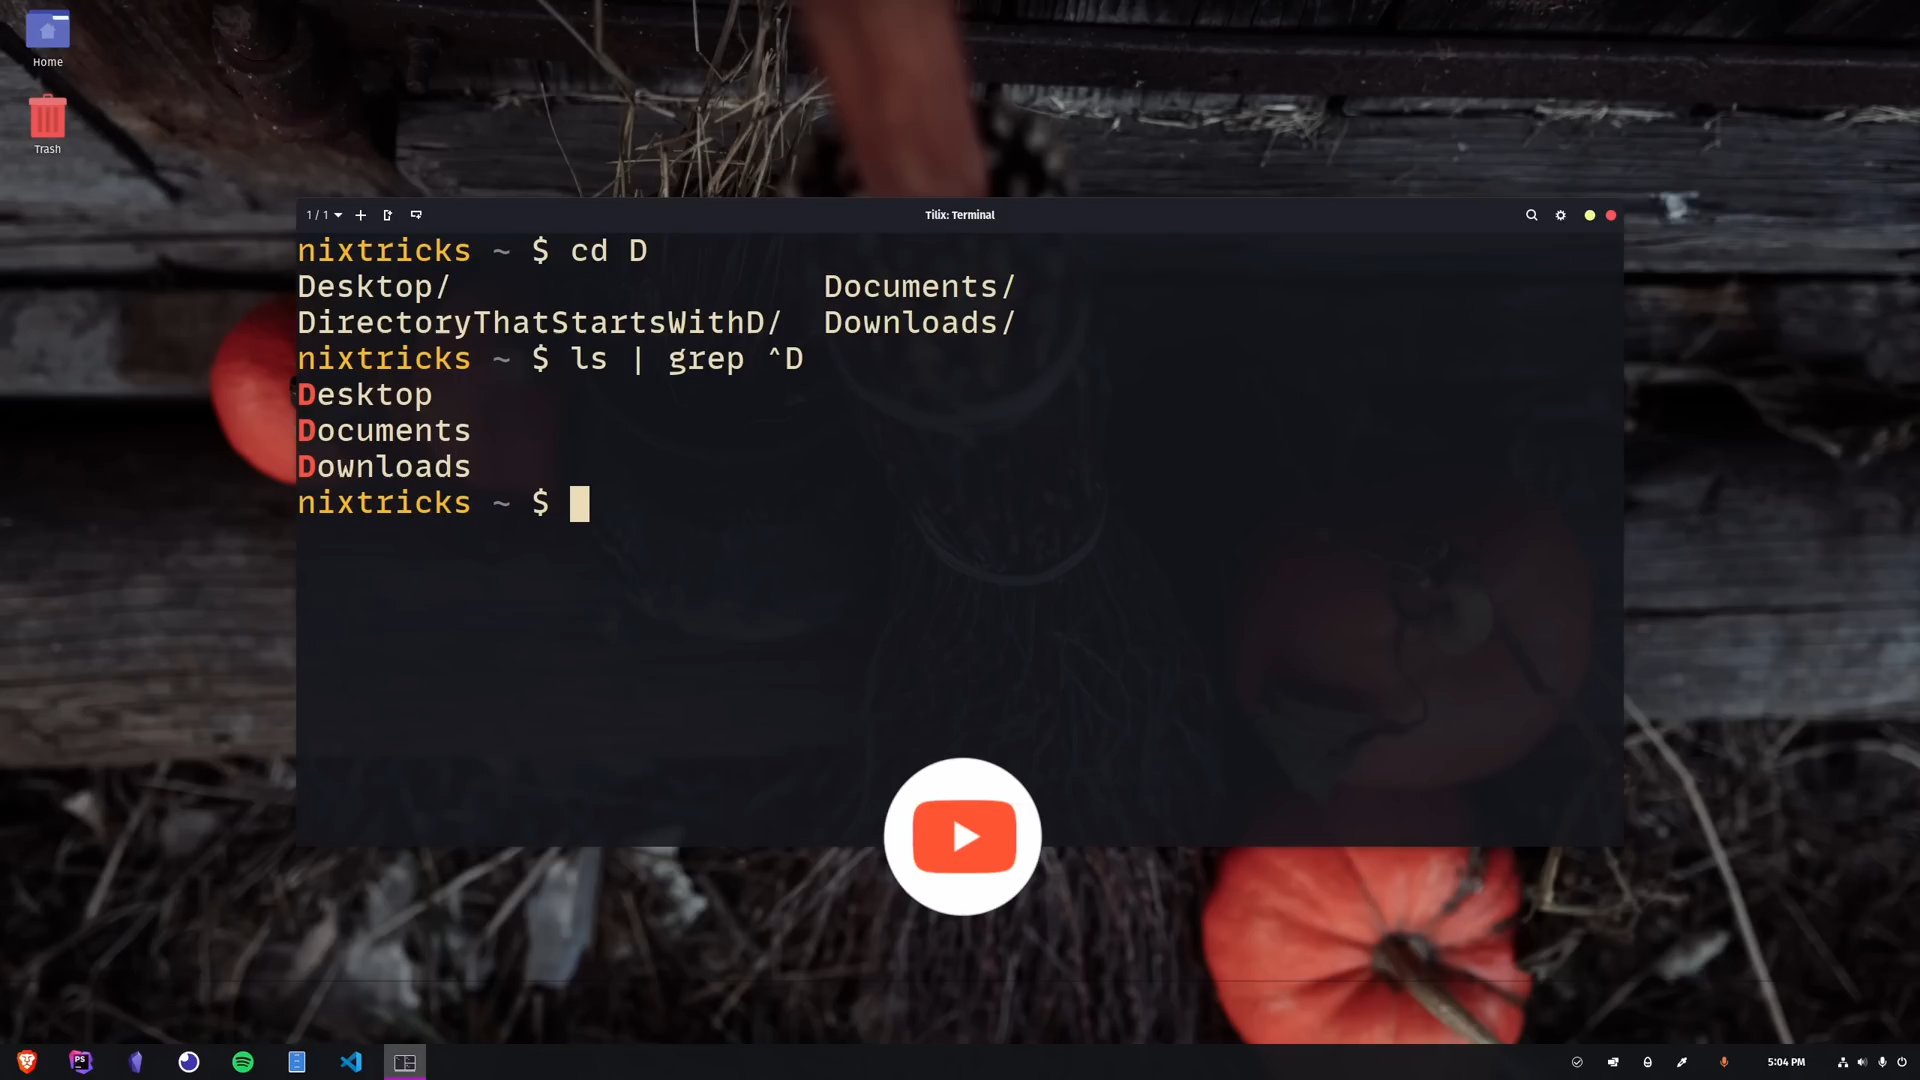 Home
Trash
1 / 1
Tilix: Terminal
nixtricks ~ $ cd D
Desktop/ Documents/
DirectoryThatStartsWithD/ Downloads/
nixtricks ~ $ ls | grep ^D
Desktop
Documents
Downloads
nixtricks ~ $
PS
5:04 PM